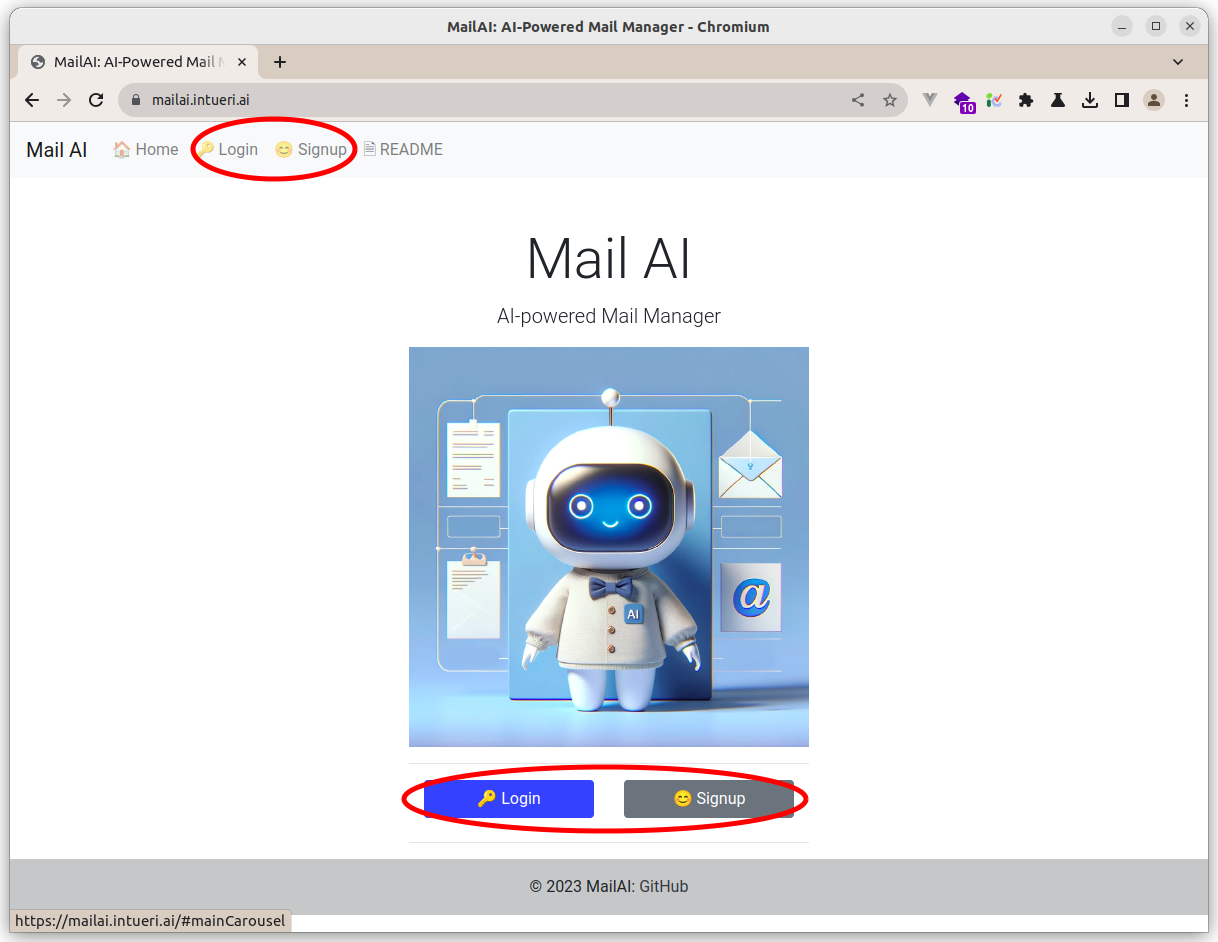 MailAI: AI-Powered Mail Manager - Chromium
MailAI: AI-Powered Mail
mailai.intueri.ai
10
Mail AI 🏠 Home 🔑 Login 😊 Signup 📄 README
Mail AI
AI-powered Mail Manager
@
AI
🔑 Login 😊 Signup
© 2023 MailAI: GitHub
https://mailai.intueri.ai/#mainCarousel